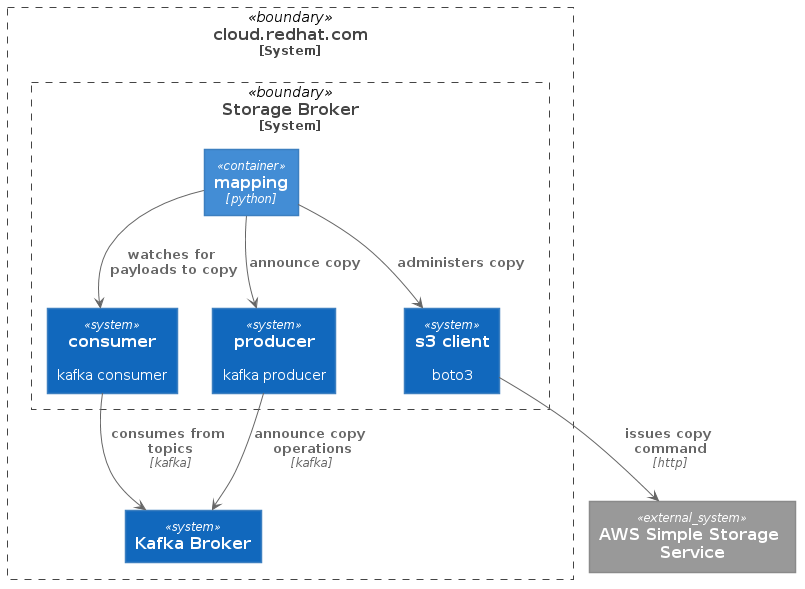 «boundary»
cloud.redhat.com
[System]
«boundary»
Storage Broker
[System]
«container»
mapping
[python]
watches for
payloads to copy
announce copy
administers copy
«system»
consumer
kafka consumer
«system»
producer
kafka producer
«system»
s3 client
boto3
consumes from
topics
[kafka]
announce copy
operations
[kafka]
issues copy
command
[http]
«system»
Kafka Broker
«external_system»
AWS Simple Storage
Service